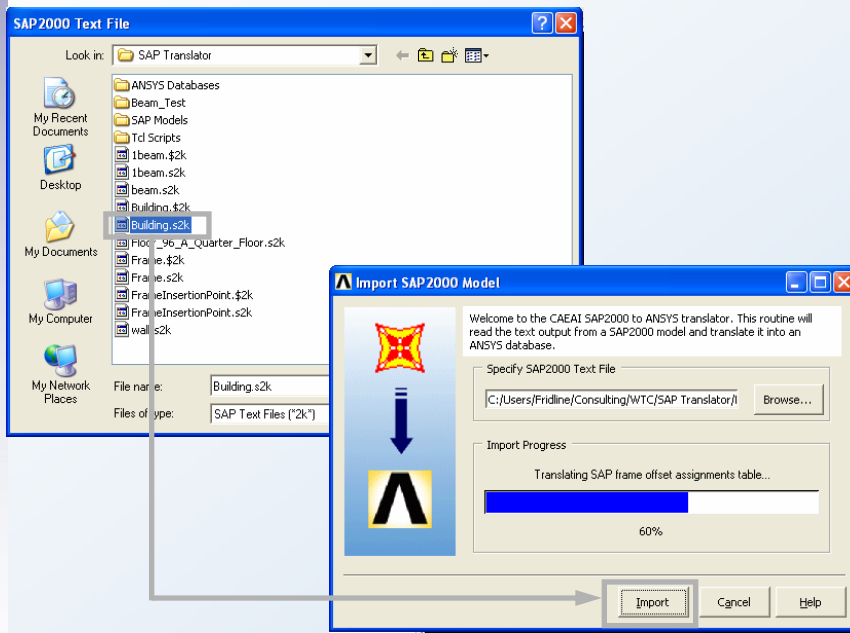 SAP2000 Text File
Look in:
SAP Translator
My Recent
Documents
Desktop
My Documents
My Computer
My Network
Places
ANSYS Databases
Beam_Test
SAP Models
Tcl Scripts
1beam.$2k
1beam.s2k
beam.s2k
Building.$2k
Building.s2k
Floor_96_A_Quarter_Floor.s2k
Frame.$2k
Frame.s2k
FrameInsertionPoint.$2k
FrameInsertionPoint.s2k
wall.s2k
File name:
Building.s2k
Files of type:
SAP Text Files (*2k*)
Import SAP2000 Model
Welcome to the CAEAI SAP2000 to ANSYS translator. This routine will
read the text output from a SAP2000 model and translate it into an
ANSYS database.
Specify SAP2000 Text File
C:/Users/Fridline/Consulting/WTC/SAP Translator/
Browse...
Import Progress
Translating SAP frame offset assignments table...
60%
Import
Cancel
Help